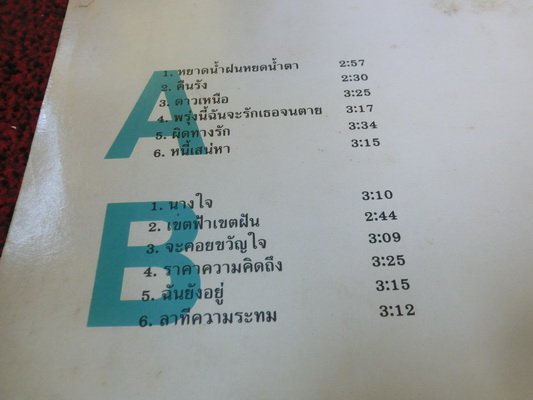 A
1. หยาดน้ำฝนหยดน้ำตา 2:57
2. คืนรัง 2:30
3. ดาวเหนือ 3:25
4. พรุ่งนี้ฉันจะรักเธอจนตาย 3:17
5. ผิดทางรัก 3:34
6. หนี้เสน่หา 3:15
B
1. นางใจ 3:10
2. เขตฟ้าเขตฝัน 2:44
3. จะคอยขวัญใจ 3:09
4. ราคาความคิดถึง 3:25
5. ฉันยังอยู่ 3:15
6. ลาทีความระทม 3:12